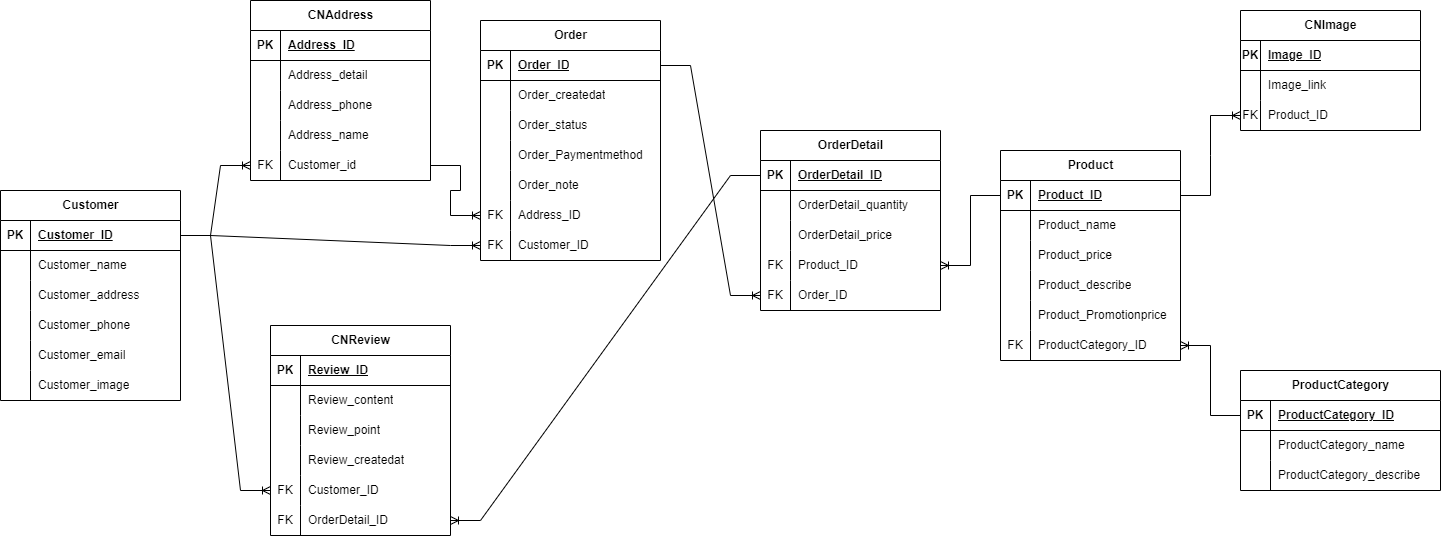 CNAddress
PK Address_ID
Address_detail
Address_phone
Address_name
FK Customer_id
Order
PK Order_ID
Order_createdat
Order_status
Order_Paymentmethod
Order_note
FK Address_ID
FK Customer_ID
CNImage
PK Image_ID
Image_link
FK Product_ID
OrderDetail
PK OrderDetail_ID
OrderDetail_quantity
OrderDetail_price
FK Product_ID
FK Order_ID
Product
PK Product_ID
Product_name
Product_price
Product_describe
Product_Promotionprice
FK ProductCategory_ID
Customer
PK Customer_ID
Customer_name
Customer_address
Customer_phone
Customer_email
Customer_image
CNReview
PK Review_ID
Review_content
Review_point
Review_createdat
FK Customer_ID
FK OrderDetail_ID
ProductCategory
PK ProductCategory_ID
ProductCategory_name
ProductCategory_describe